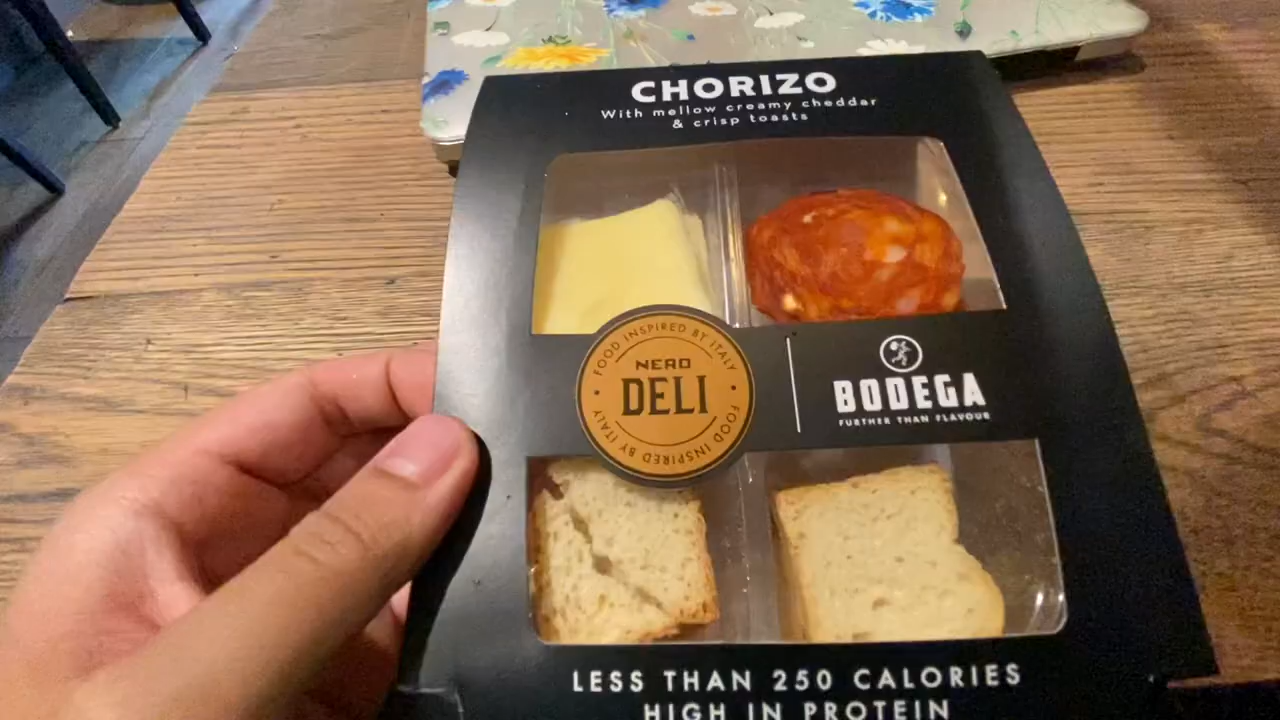 CHORIZO
With mellow creamy cheddar
& crisp toasts
FOOD INSPIRED BY ITALY
NERO
DELI
FOOD INSPIRED BY ITALY
BODEGA
FURTHER THAN FLAVOUR
LESS THAN 250 CALORIES
HIGH IN PROTEIN